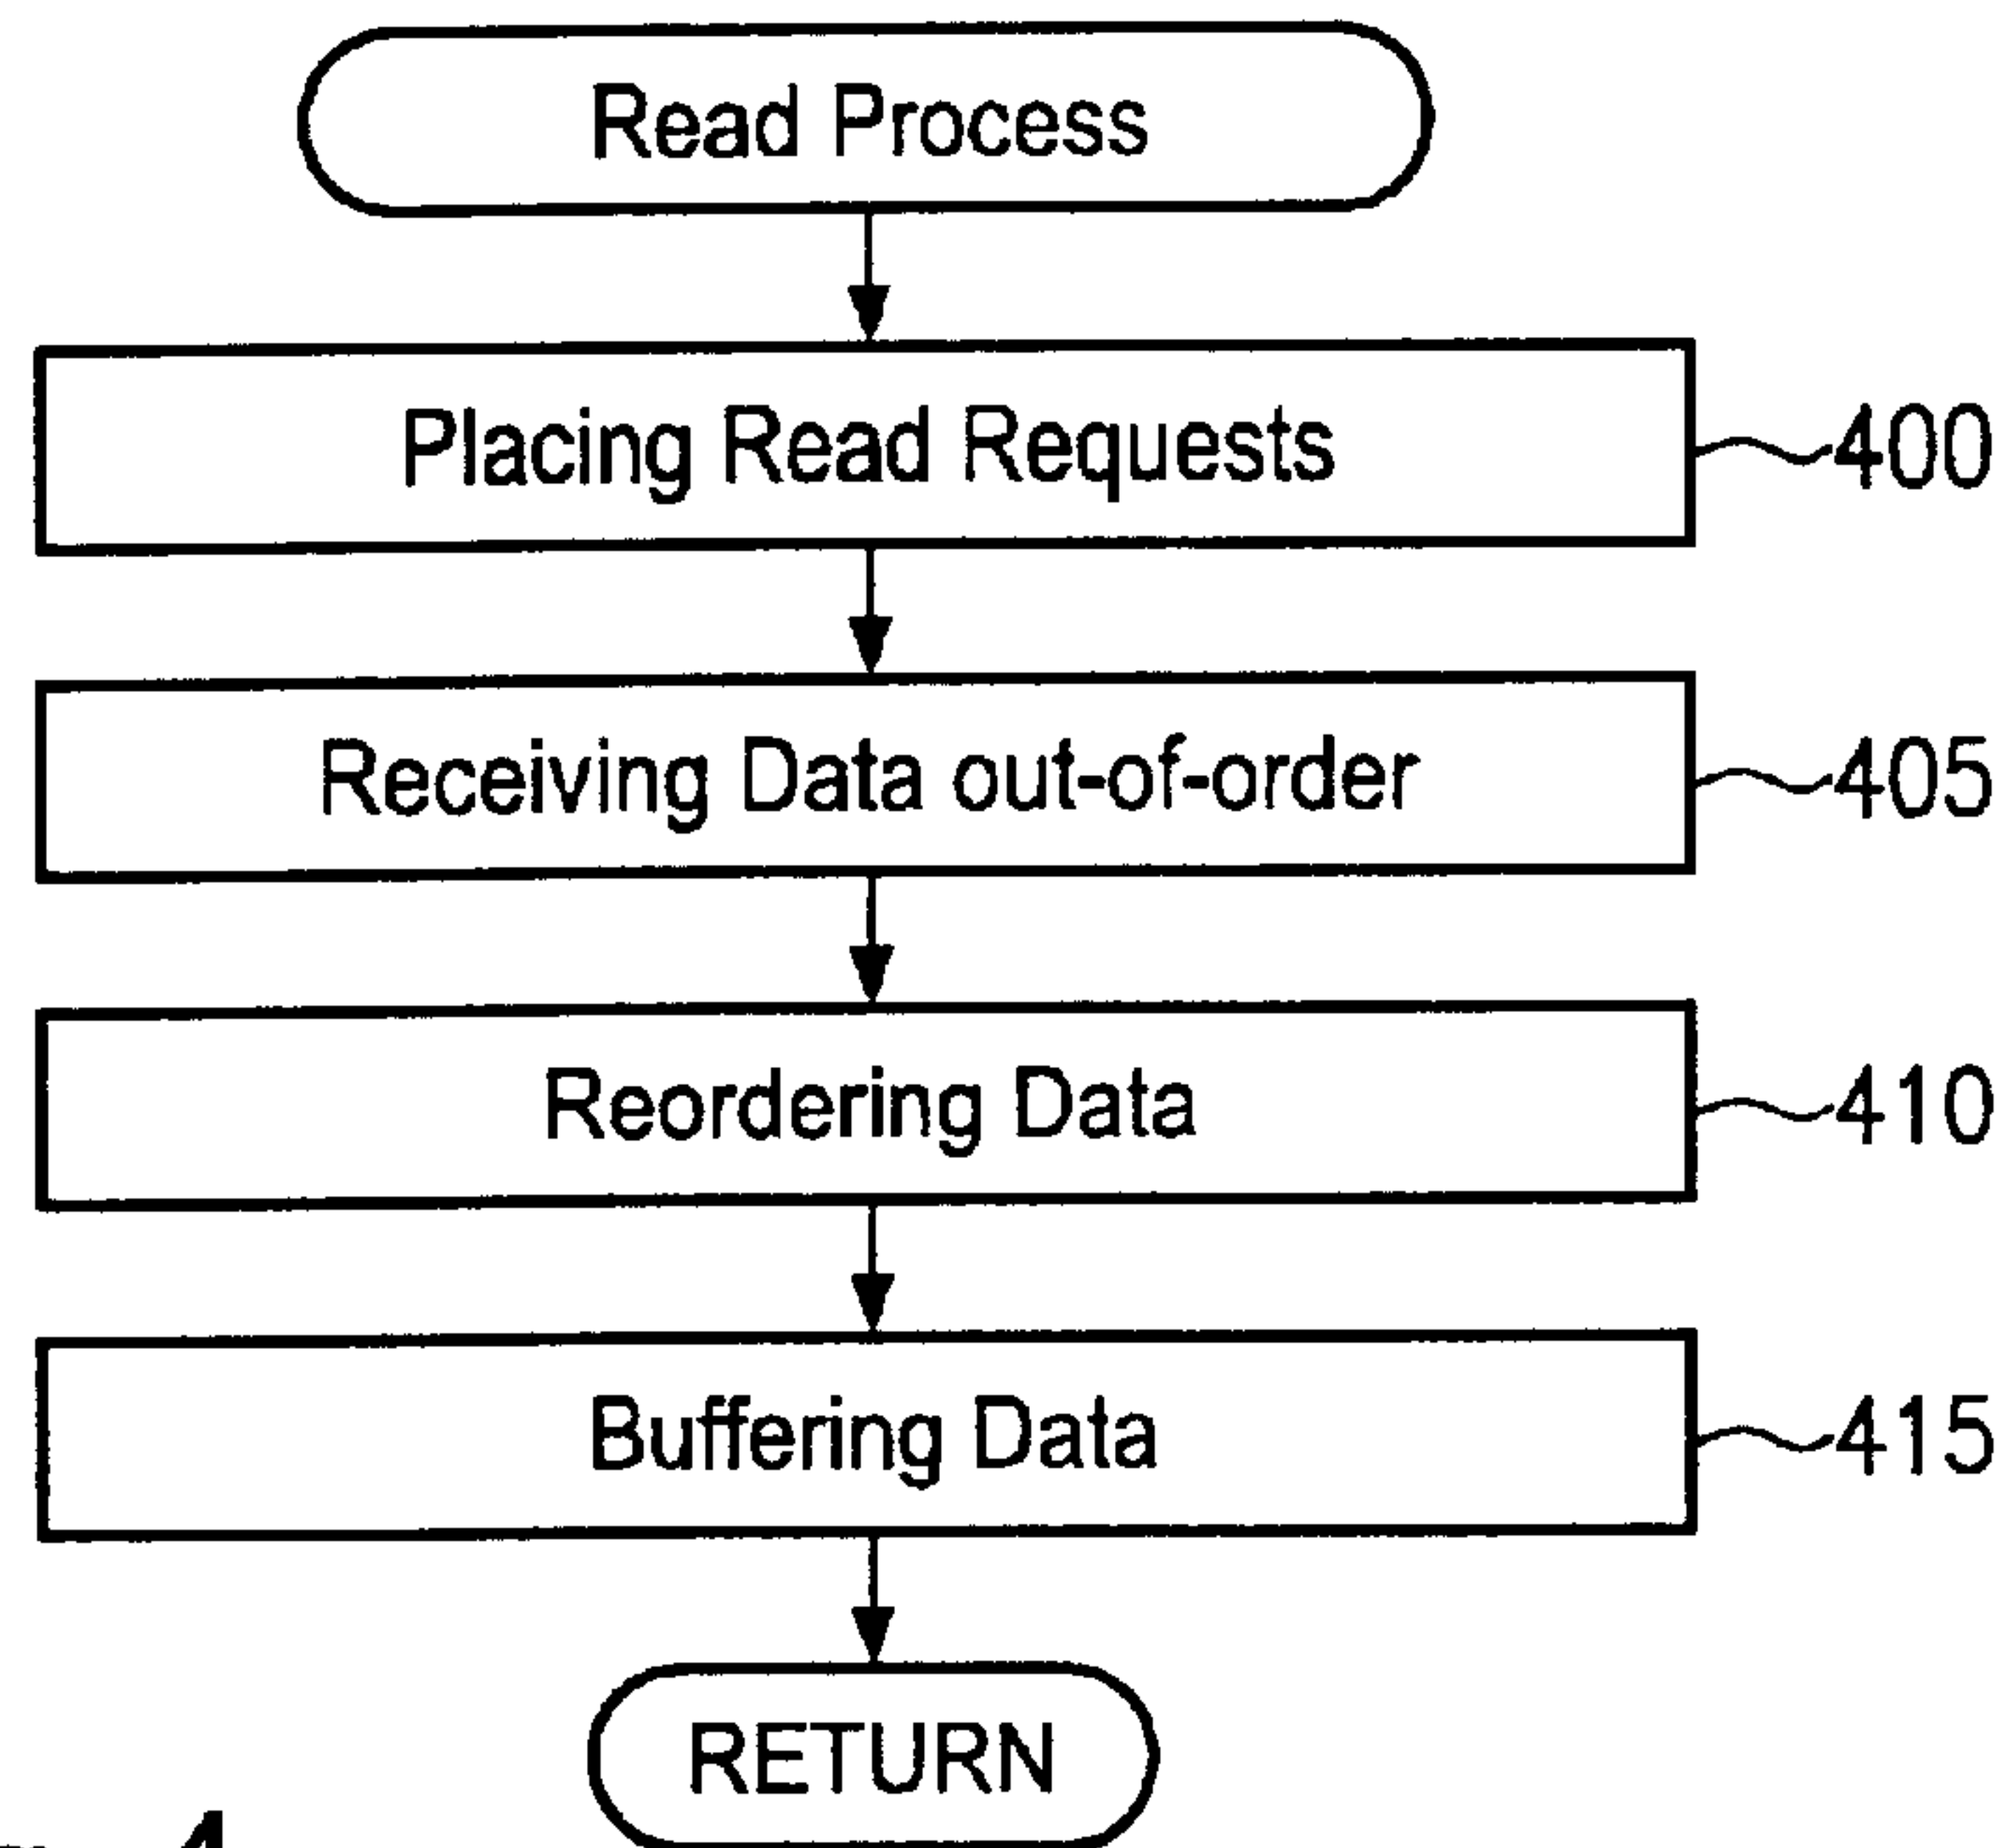 Read Process
Placing Read Requests
400
Receiving Data out-of-order
405
Reordering Data
410
Buffering Data
415
RETURN